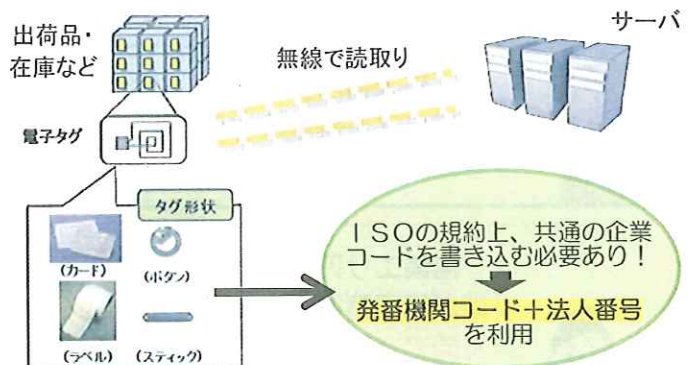 出荷品・
在庫など
無線で読取り
サーバ
電子タグ
タグ形状
(カード)
(ボタン)
(ラベル)
(スティック)
ISOの規約上、共通の企業
コードを書き込む必要あり!
発番機関コード+法人番号
を利用